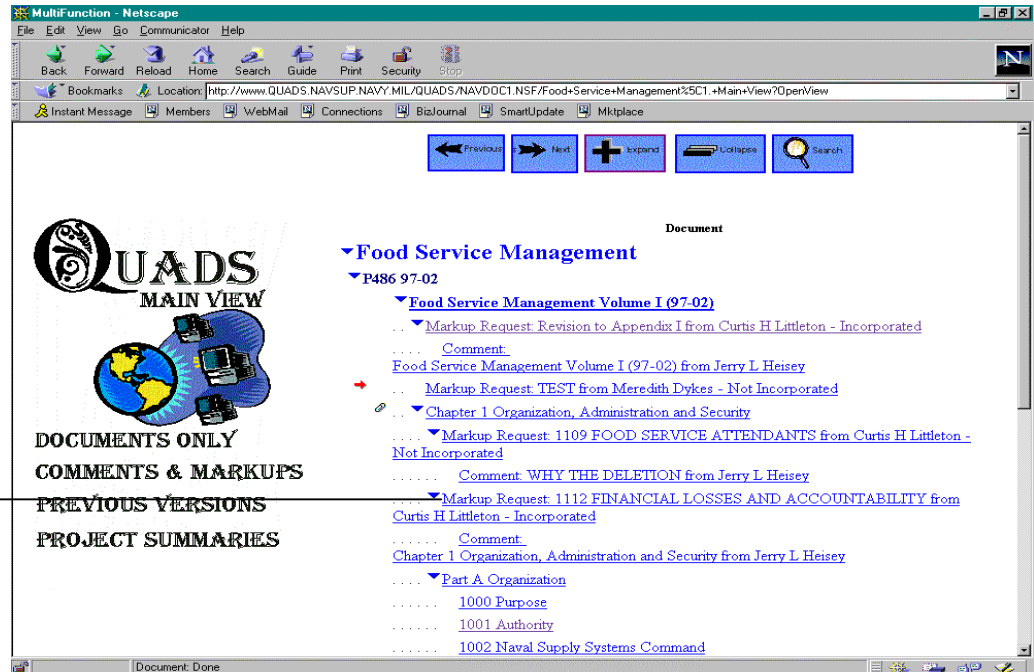 MultiFunction - Netscape
File Edit View Go Communicator Help
Back Forward Reload Home Search Guide Print Security Stop
N
Bookmarks Location: http://www.QUADS.NAVSUP.NAVY.MIL/QUADS/NAVDOC1.NSF/Food+Service+Management%5C1.+Main+View?OpenView
Instant Message Members WebMail Connections BizJournal SmartUpdate Mktplace
Previous s Next Expand Collapse Search
Document
QUADS
MAIN VIEW
DOCUMENTS ONLY
COMMENTS & MARKUPS
PREVIOUS VERSIONS
PROJECT SUMMARIES
Food Service Management
P486 97-02
Food Service Management Volume I (97-02)
. . Markup Request: Revision to Appendix I from Curtis H Littleton - Incorporated
. . . . Comment:
Food Service Management Volume I (97-02) from Jerry L Heisey
. . Markup Request: TEST from Meredith Dykes - Not Incorporated
. . Chapter 1 Organization, Administration and Security
. . . . Markup Request: 1109 FOOD SERVICE ATTENDANTS from Curtis H Littleton -
Not Incorporated
. . . . . . Comment: WHY THE DELETION from Jerry L Heisey
. . . . Markup Request: 1112 FINANCIAL LOSSES AND ACCOUNTABILITY from
Curtis H Littleton - Incorporated
. . . . . . Comment:
Chapter 1 Organization, Administration and Security from Jerry L Heisey
. . . . Part A Organization
. . . . . . 1000 Purpose
. . . . . . 1001 Authority
. . . . . . 1002 Naval Supply Systems Command
Document: Done